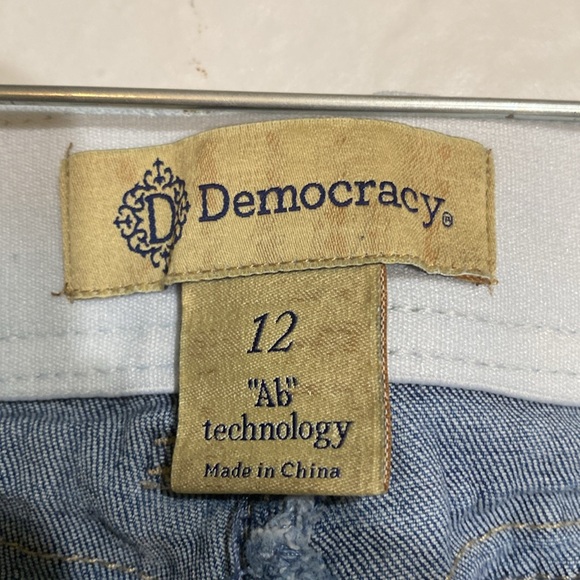 D Democracy®
12
"Ab"
technology
Made in China